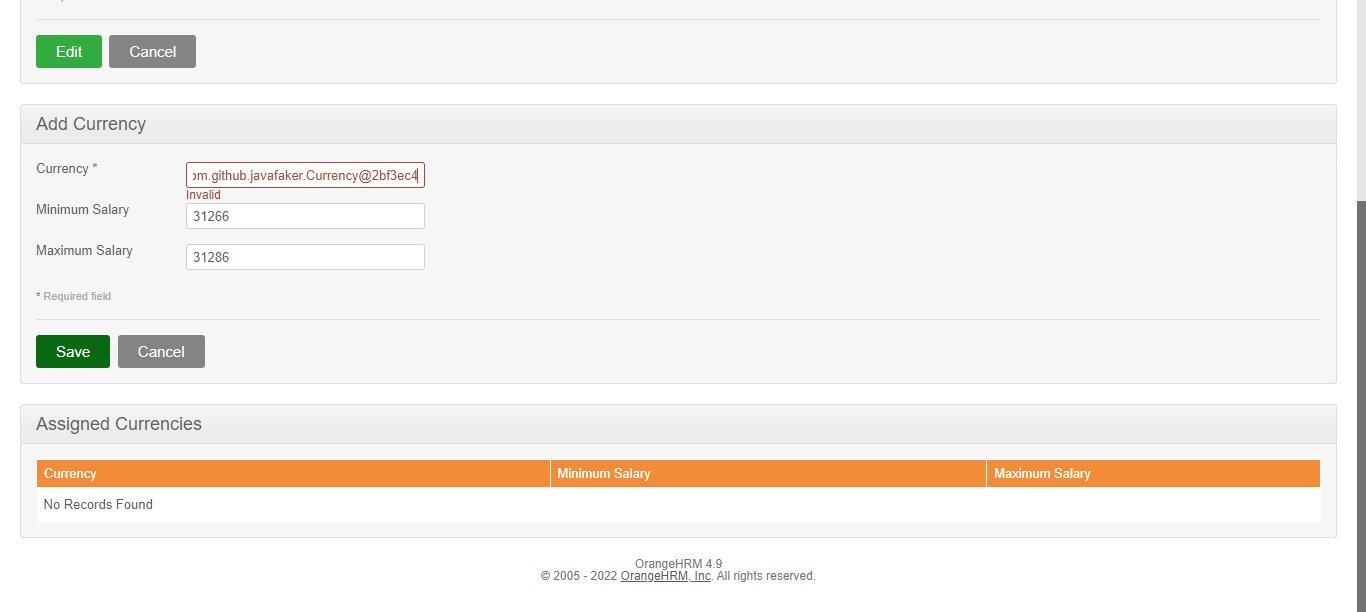 Edit Cancel
Add Currency
Currency *
om.github.javafaker.Currency@2bf3ec4
Invalid
Minimum Salary 31266
Maximum Salary 31286
* Required field
Save Cancel
Assigned Currencies
Currency Minimum Salary Maximum Salary
No Records Found
OrangeHRM 4.9
© 2005 - 2022 OrangeHRM, Inc. All rights reserved.